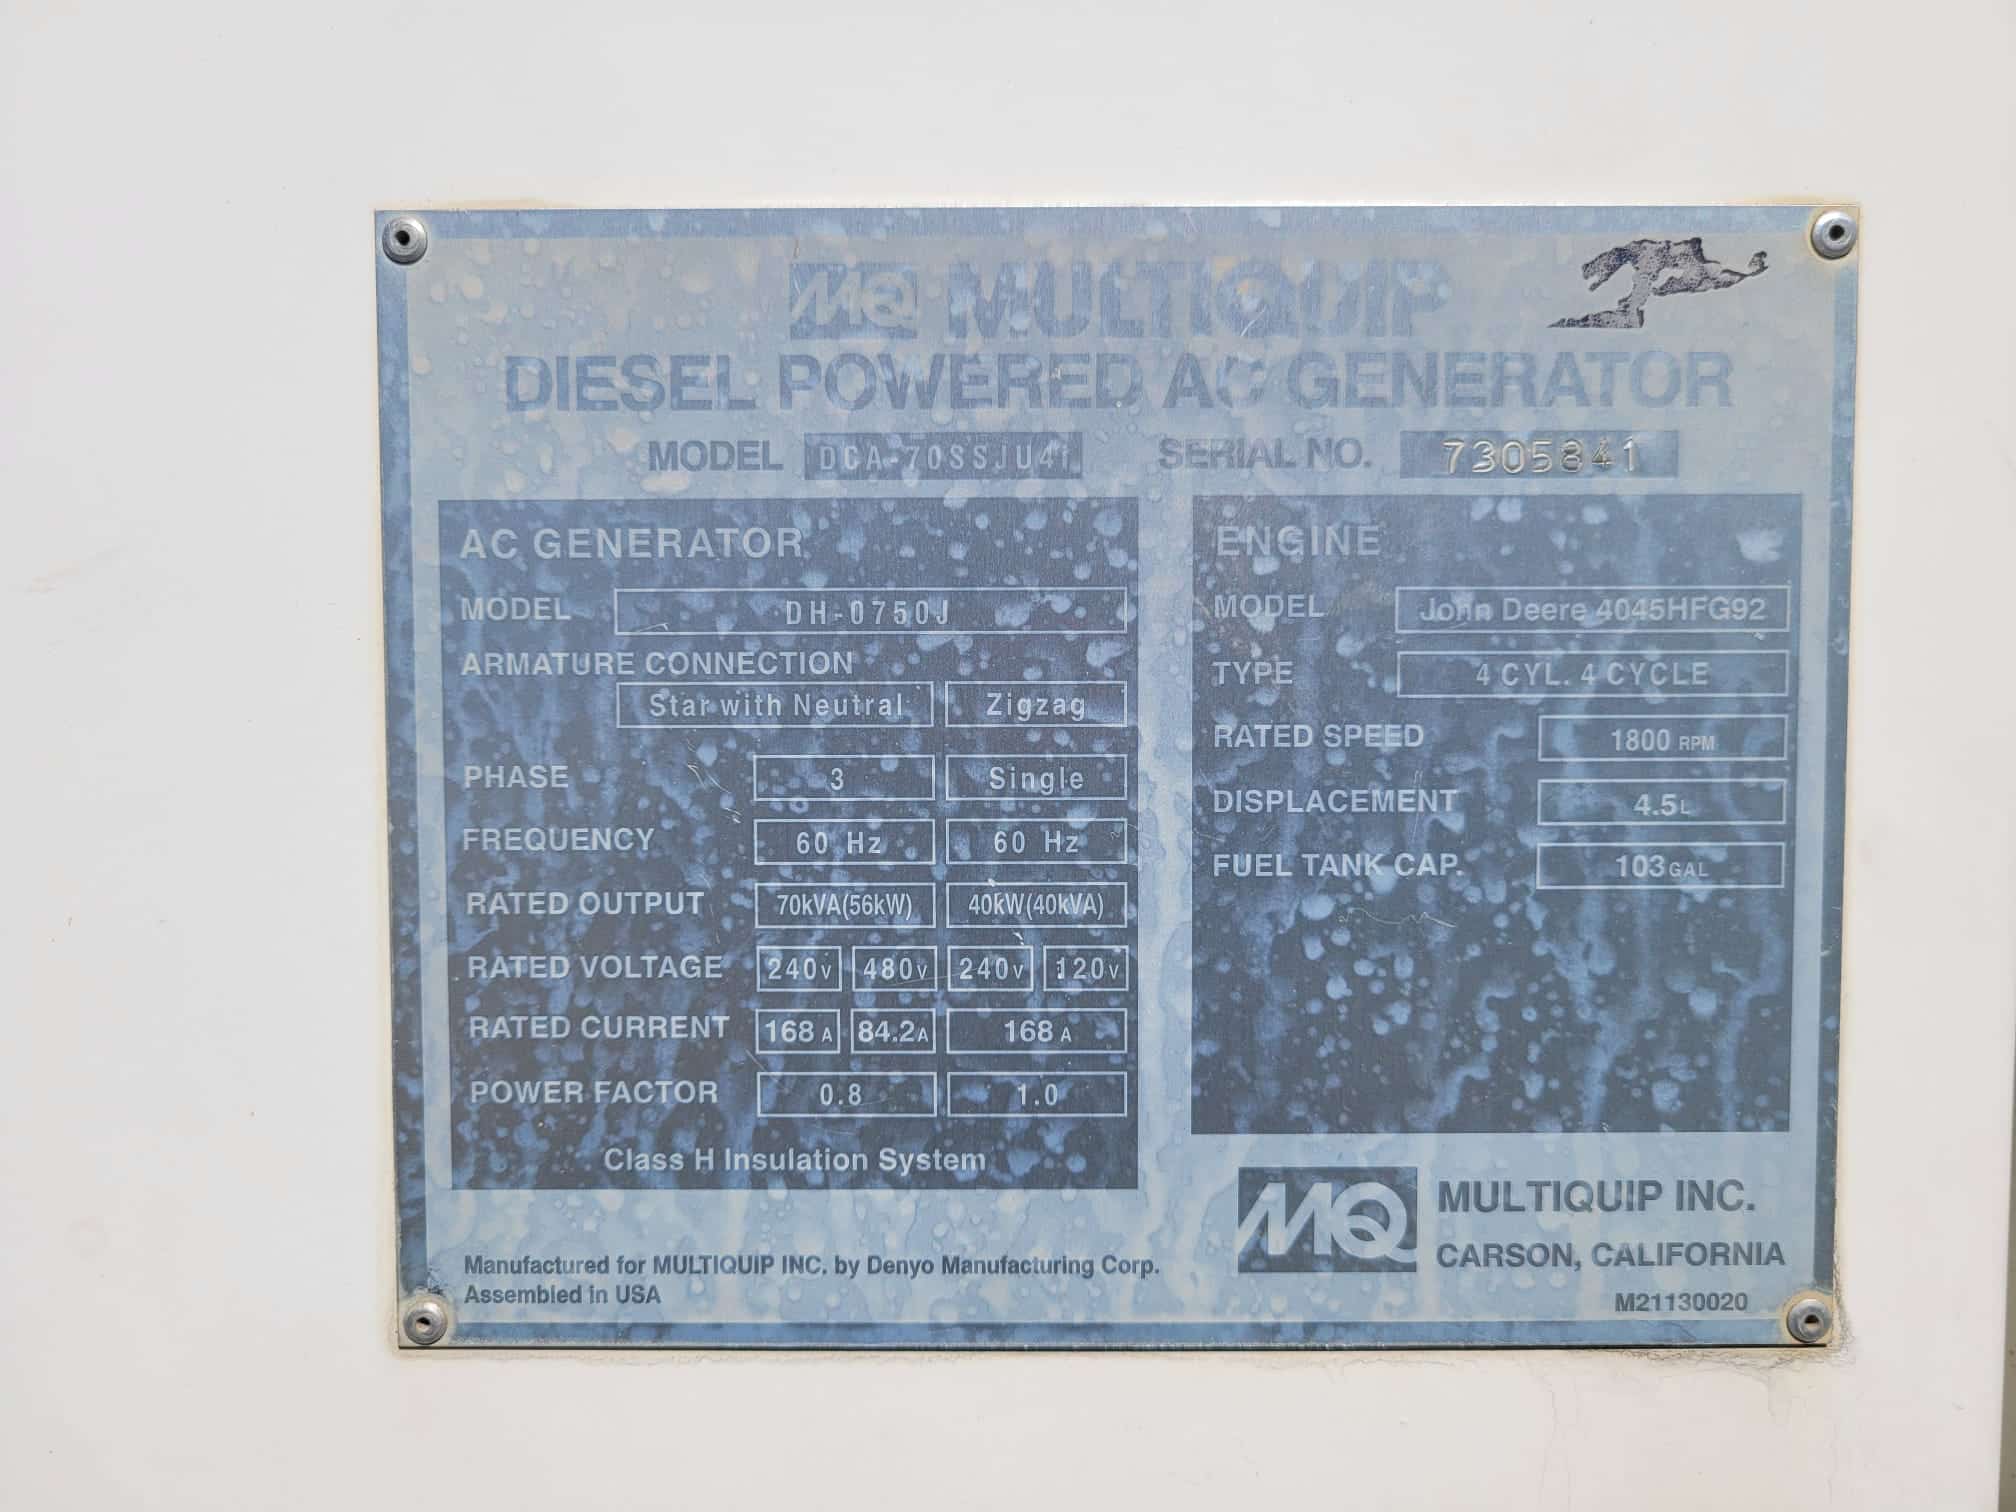 MQ MULTIQUIP
DIESEL POWERED AC GENERATOR
MODEL DCA-70SSJU4i SERIAL NO. 7305841
AC GENERATOR
MODEL DH-0750J
ARMATURE CONNECTION
Star with Neutral Zigzag
PHASE 3 Single
FREQUENCY 60 Hz 60 Hz
RATED OUTPUT 70kVA(56kW) 40kW(40kVA)
RATED VOLTAGE 240V 480V 240V 120V
RATED CURRENT 168 A 84.2A 168 A
POWER FACTOR 0.8 1.0
Class H Insulation System
ENGINE
MODEL John Deere 4045HFG92
TYPE 4 CYL. 4 CYCLE
RATED SPEED 1800 RPM
DISPLACEMENT 4.5L
FUEL TANK CAP. 103GAL
Manufactured for MULTIQUIP INC. by Denyo Manufacturing Corp.
Assembled in USA
MQ MULTIQUIP INC.
CARSON, CALIFORNIA
M21130020